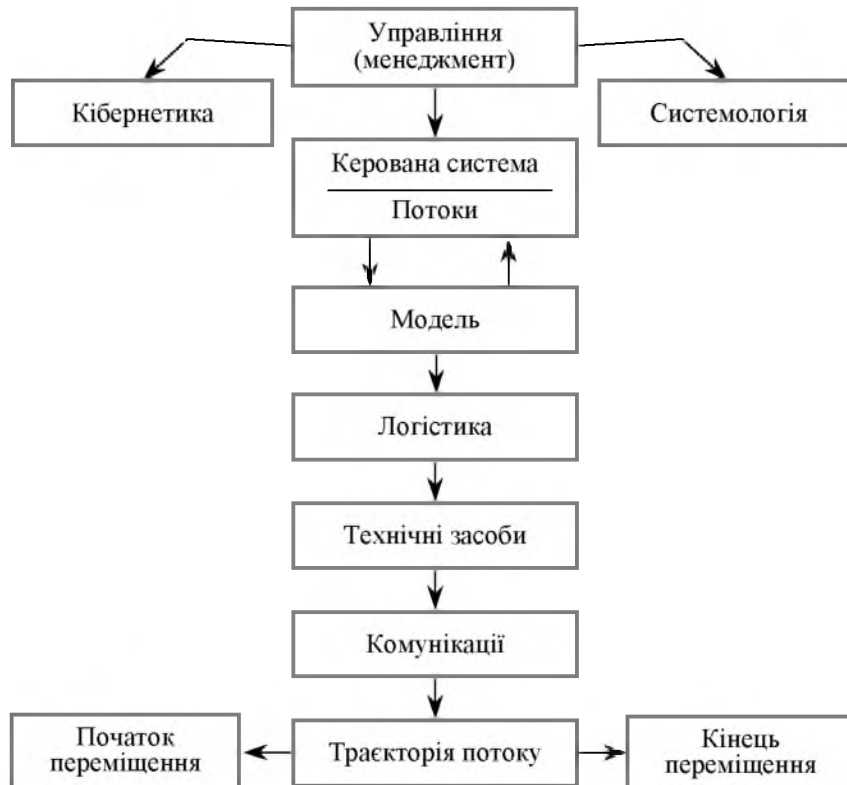 Управління
(менеджмент)
Кібернетика
Системологія
Керована система
Потоки
Модель
Логістика
Технічні засоби
Комунікації
Початок
переміщення
Траєкторія потоку
Кінець
переміщення